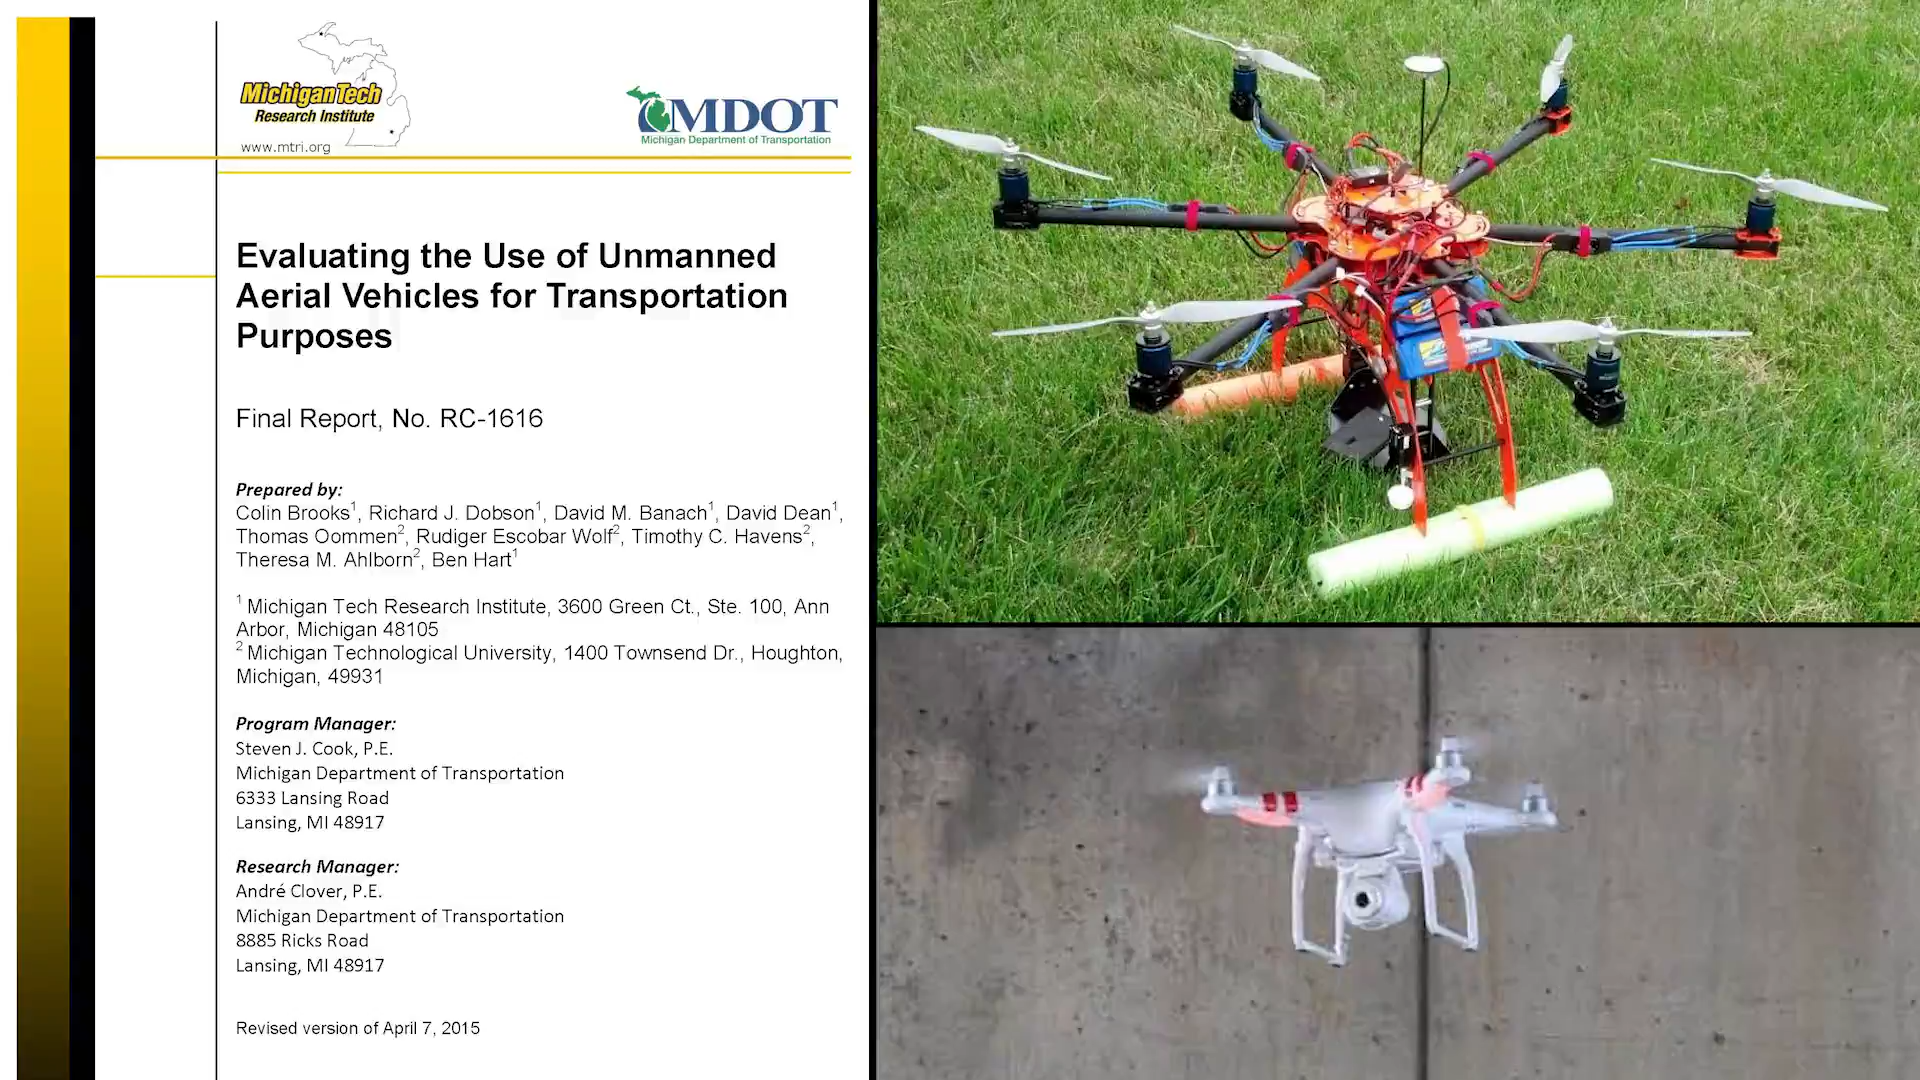 MichiganTech
Research Institute
www.mtri.org
MDOT
Michigan Department of Transportation
Evaluating the Use of Unmanned
Aerial Vehicles for Transportation
Purposes
Final Report, No. RC-1616
Prepared by:
Colin Brooks¹, Richard J. Dobson¹, David M. Banach¹, David Dean¹,
Thomas Oommen², Rudiger Escobar Wolf², Timothy C. Havens²,
Theresa M. Ahlborn², Ben Hart¹
¹ Michigan Tech Research Institute, 3600 Green Ct., Ste. 100, Ann
Arbor, Michigan 48105
² Michigan Technological University, 1400 Townsend Dr., Houghton,
Michigan, 49931
Program Manager:
Steven J. Cook, P.E.
Michigan Department of Transportation
6333 Lansing Road
Lansing, MI 48917
Research Manager:
André Clover, P.E.
Michigan Department of Transportation
8885 Ricks Road
Lansing, MI 48917
Revised version of April 7, 2015